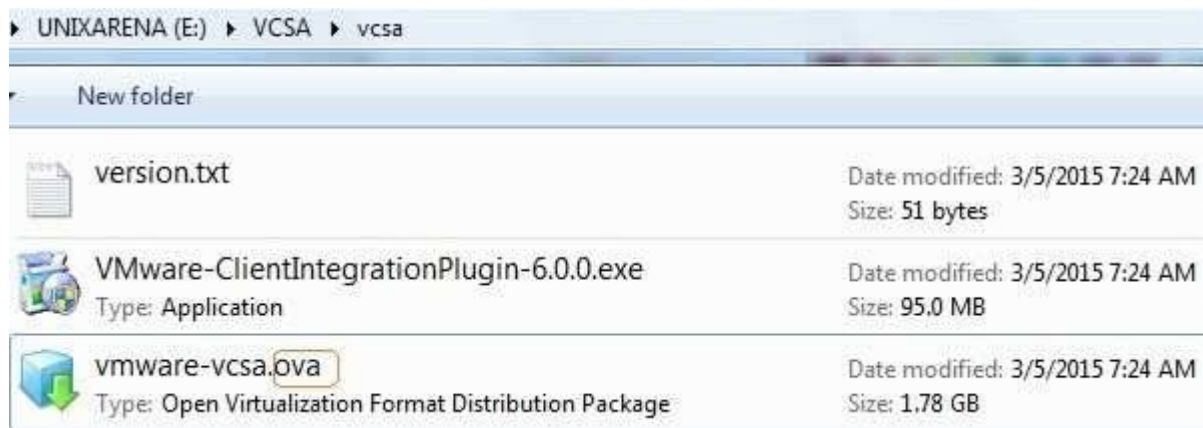 UNIXARENA (E:) ▸ VCSA ▸ vcsa
New folder
version.txt
Date modified: 3/5/2015 7:24 AM
Size: 51 bytes
VMware-ClientIntegrationPlugin-6.0.0.exe
Type: Application
Date modified: 3/5/2015 7:24 AM
Size: 95.0 MB
vmware-vcsa.ova
Type: Open Virtualization Format Distribution Package
Date modified: 3/5/2015 7:24 AM
Size: 1.78 GB